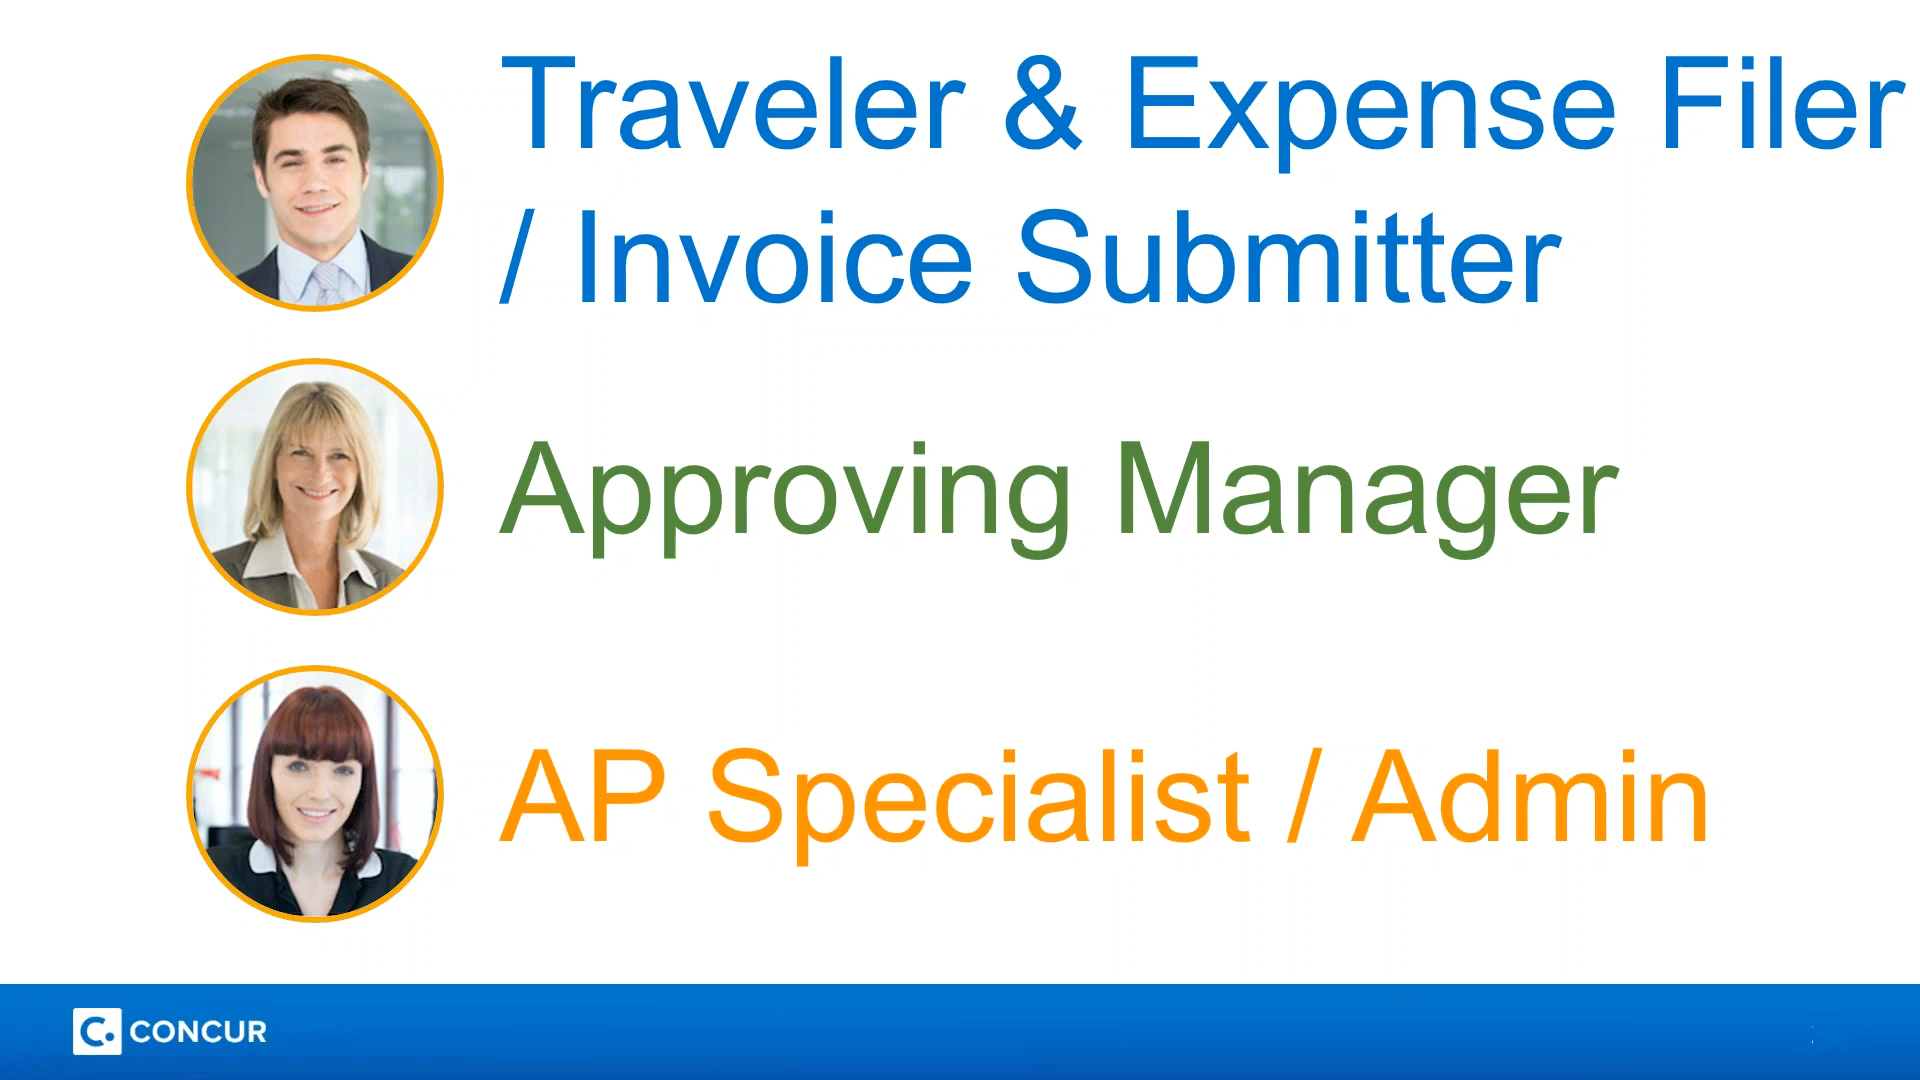 Traveler & Expense Filer
/ Invoice Submitter
Approving Manager
AP Specialist / Admin
C. CONCUR